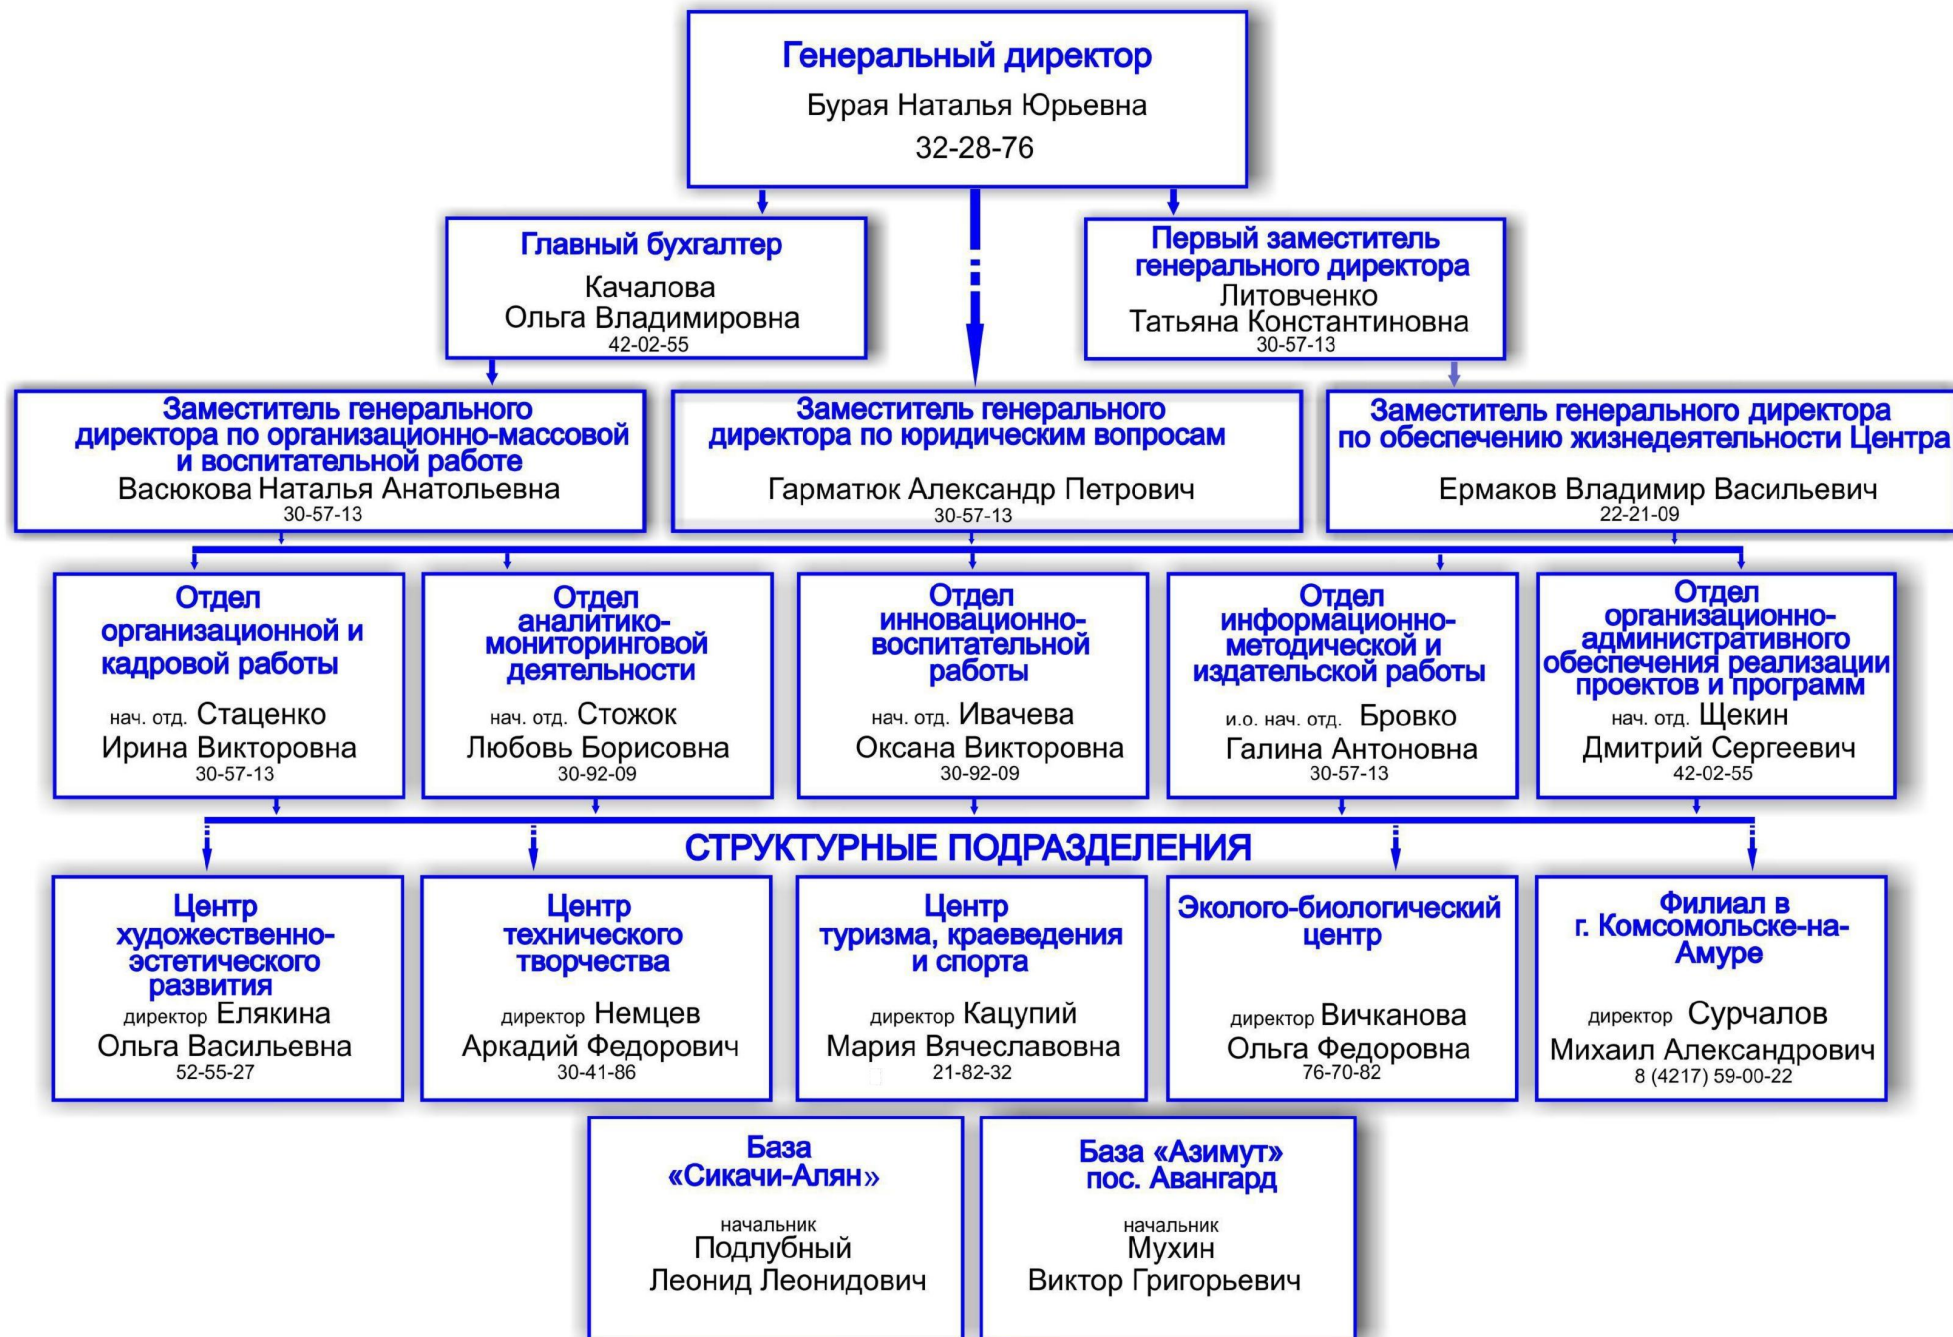 Генеральный директор
Бурая Наталья Юрьевна
32-28-76
Главный бухгалтер
Качалова
Ольга Владимировна
42-02-55
Первый заместитель
генерального директора
Литовченко
Татьяна Константиновна
30-57-13
Заместитель генерального
директора по организационно-массовой
и воспитательной работе
Васюкова Наталья Анатольевна
30-57-13
Заместитель генерального
директора по юридическим вопросам
Гарматюк Александр Петрович
30-57-13
Заместитель генерального директора
по обеспечению жизнедеятельности Центра
Ермаков Владимир Васильевич
22-21-09
Отдел
организационной и
кадровой работы
нач. отд. Стаценко
Ирина Викторовна
30-57-13
Отдел
аналитико-
мониторинговой
деятельности
нач. отд. Стожок
Любовь Борисовна
30-92-09
Отдел
инновационно-
воспитательной
работы
нач. отд. Ивачева
Оксана Викторовна
30-92-09
Отдел
информационно-
методической и
издательской работы
и.о. нач. отд. Бровко
Галина Антоновна
30-57-13
Отдел
организационно-
административного
обеспечения реализации
проектов и программ
нач. отд. Щекин
Дмитрий Сергеевич
42-02-55
СТРУКТУРНЫЕ ПОДРАЗДЕЛЕНИЯ
Центр
художественно-
эстетического
развития
директор Елякина
Ольга Васильевна
52-55-27
Центр
технического
творчества
директор Немцев
Аркадий Федорович
30-41-86
Центр
туризма, краеведения
и спорта
директор Кацупий
Мария Вячеславовна
21-82-32
Эколого-биологический
центр
директор Вичканова
Ольга Федоровна
76-70-82
Филиал в
г. Комсомольске-на-
Амуре
директор Сурчалов
Михаил Александрович
8 (4217) 59-00-22
База
«Сикачи-Алян»
начальник
Подлубный
Леонид Леонидович
База «Азимут»
пос. Авангард
начальник
Мухин
Виктор Григорьевич